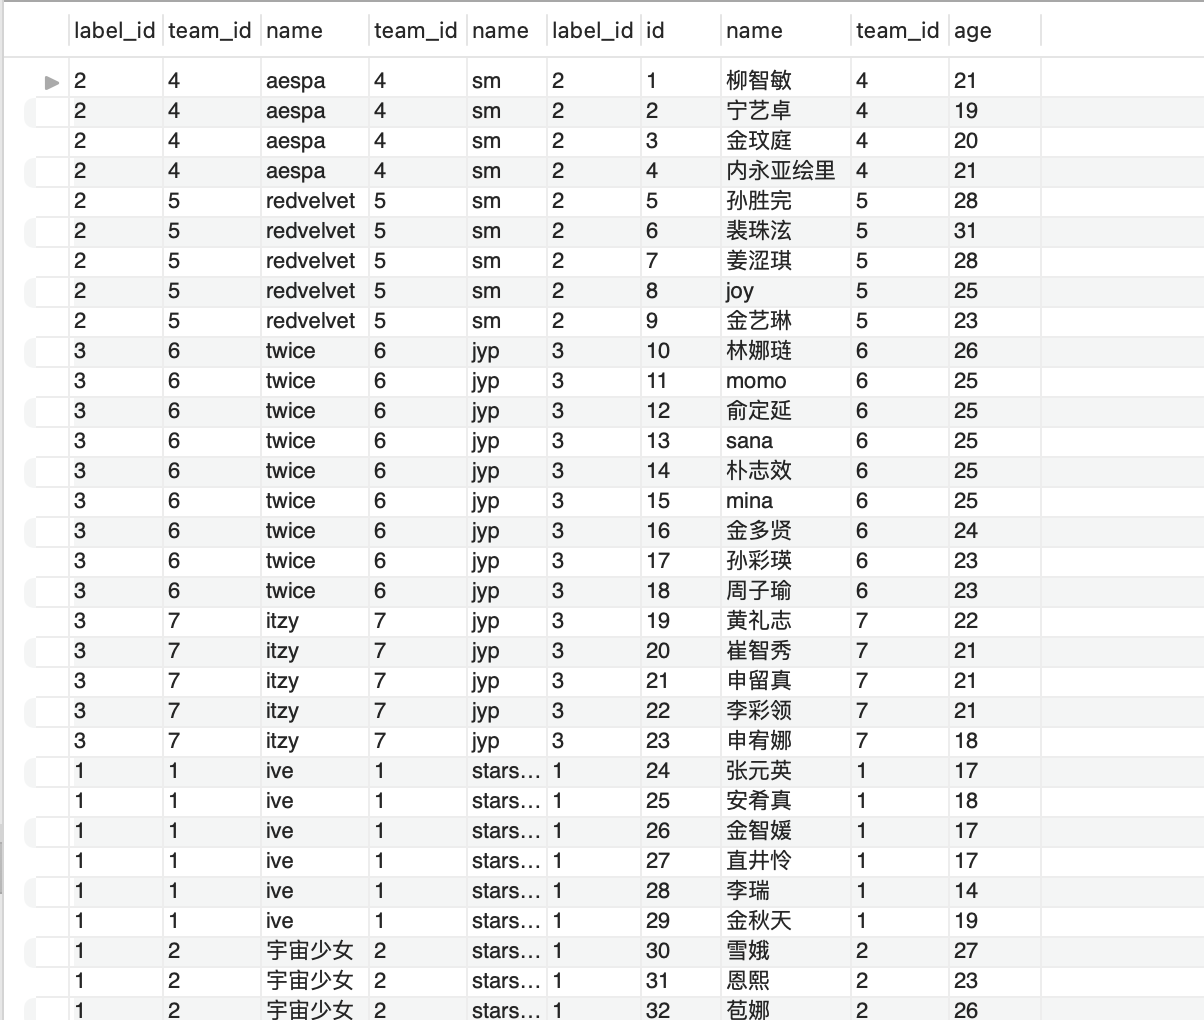 label_id team_id name team_id name label_id id name team_id age
2 4 aespa 4 sm 2 1 柳智敏 4 21
2 4 aespa 4 sm 2 2 宁艺卓 4 19
2 4 aespa 4 sm 2 3 金玟庭 4 20
2 4 aespa 4 sm 2 4 内永亚绘里 4 21
2 5 redvelvet 5 sm 2 5 孙胜完 5 28
2 5 redvelvet 5 sm 2 6 裴珠泫 5 31
2 5 redvelvet 5 sm 2 7 姜涩琪 5 28
2 5 redvelvet 5 sm 2 8 joy 5 25
2 5 redvelvet 5 sm 2 9 金艺琳 5 23
3 6 twice 6 jyp 3 10 林娜琏 6 26
3 6 twice 6 jyp 3 11 momo 6 25
3 6 twice 6 jyp 3 12 俞定延 6 25
3 6 twice 6 jyp 3 13 sana 6 25
3 6 twice 6 jyp 3 14 朴志效 6 25
3 6 twice 6 jyp 3 15 mina 6 25
3 6 twice 6 jyp 3 16 金多贤 6 24
3 6 twice 6 jyp 3 17 孙彩瑛 6 23
3 6 twice 6 jyp 3 18 周子瑜 6 23
3 7 itzy 7 jyp 3 19 黄礼志 7 22
3 7 itzy 7 jyp 3 20 崔智秀 7 21
3 7 itzy 7 jyp 3 21 申留真 7 21
3 7 itzy 7 jyp 3 22 李彩领 7 21
3 7 itzy 7 jyp 3 23 申宥娜 7 18
1 1 ive 1 stars... 1 24 张元英 1 17
1 1 ive 1 stars... 1 25 安肴真 1 18
1 1 ive 1 stars... 1 26 金智媛 1 17
1 1 ive 1 stars... 1 27 直井怜 1 17
1 1 ive 1 stars... 1 28 李瑞 1 14
1 1 ive 1 stars... 1 29 金秋天 1 19
1 2 宇宙少女 2 stars... 1 30 雪娥 2 27
1 2 宇宙少女 2 stars... 1 31 恩熙 2 23
1 2 宇宙少女 2 stars... 1 32 苞娜 2 26